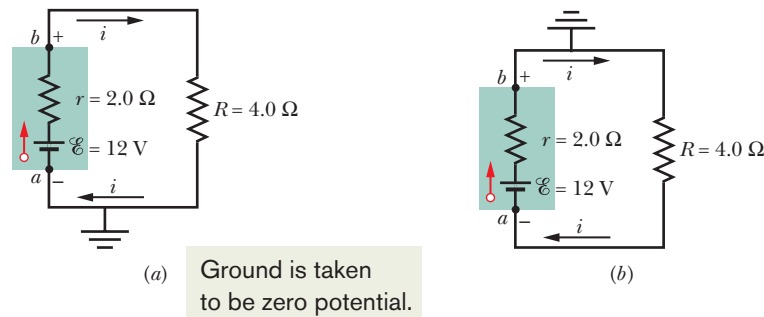 i
b +
r = 2.0 Ω
R = 4.0 Ω
ℰ = 12 V
a –
i
(a)
Ground is taken
to be zero potential.
b +
i
r = 2.0 Ω
R = 4.0 Ω
ℰ = 12 V
a –
i
(b)